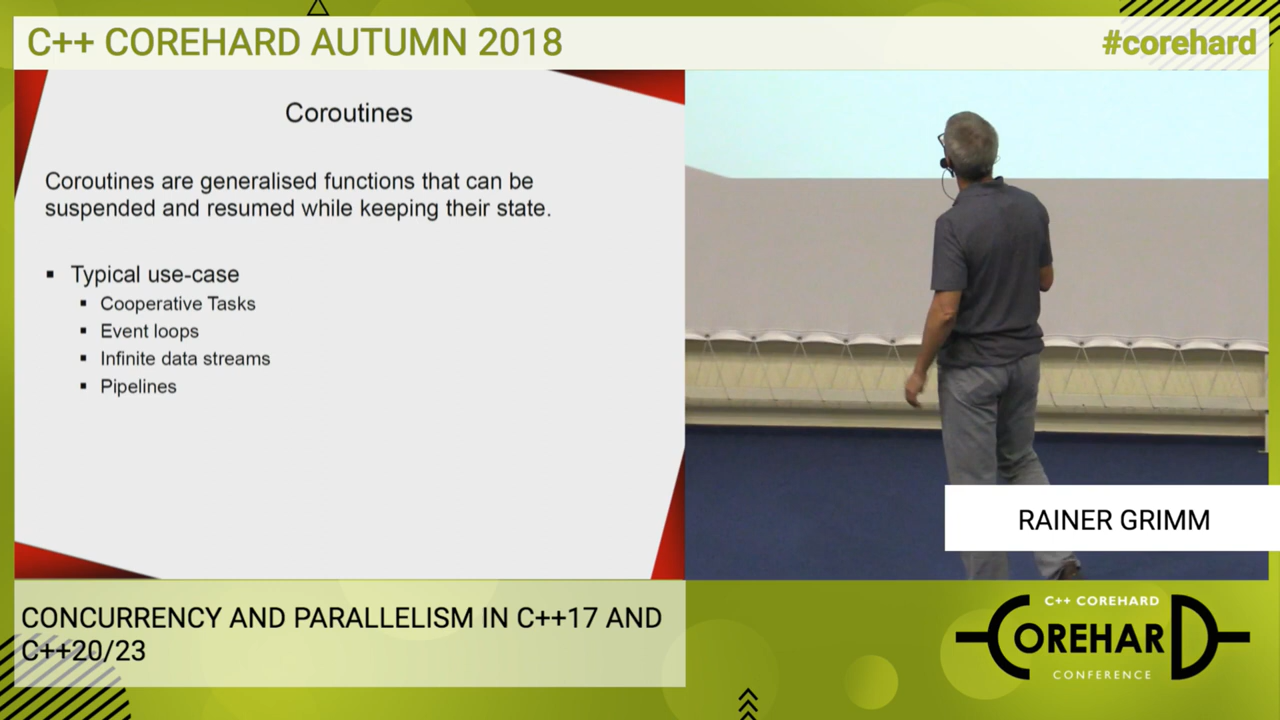 C++ COREHARD AUTUMN 2018
#corehard
Coroutines
Coroutines are generalised functions that can be
suspended and resumed while keeping their state.
▪ Typical use-case
▪ Cooperative Tasks
▪ Event loops
▪ Infinite data streams
▪ Pipelines
RAINER GRIMM
CONCURRENCY AND PARALLELISM IN C++17 AND
C++20/23
C++ COREHARD
COREHARD
CONFERENCE